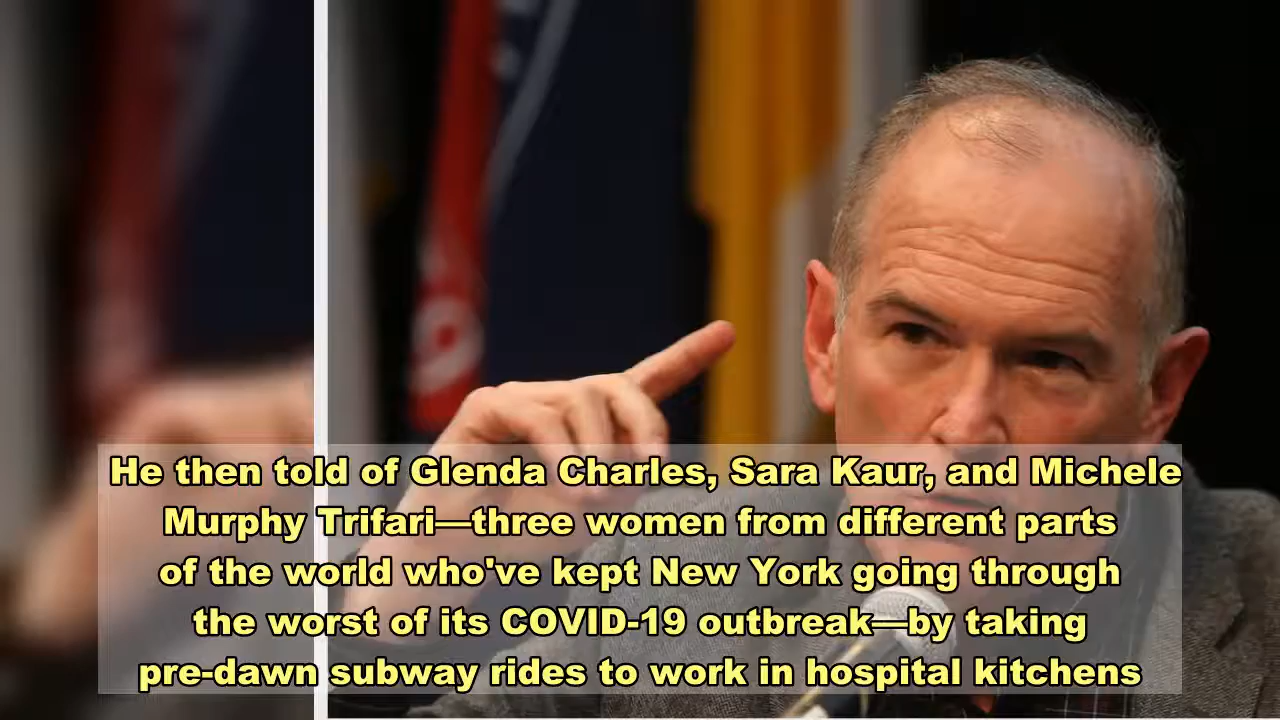 He then told of Glenda Charles, Sara Kaur, and Michele
Murphy Trifari—three women from different parts
of the world who've kept New York going through
the worst of its COVID-19 outbreak—by taking
pre-dawn subway rides to work in hospital kitchens